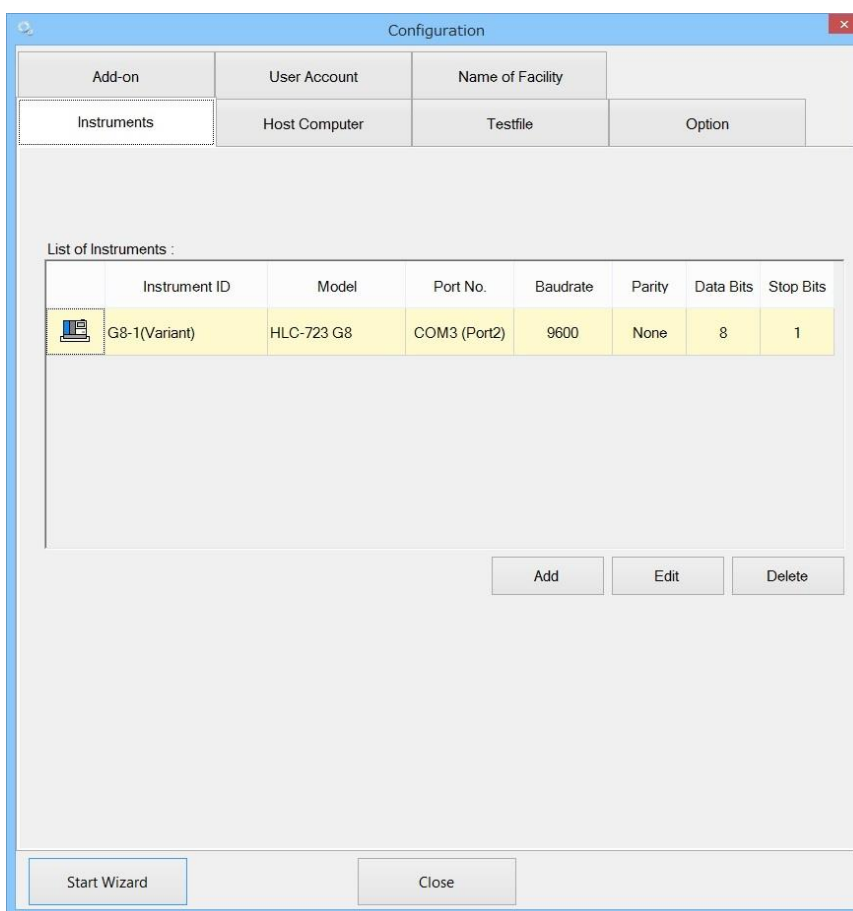 Configuration
Add-on User Account Name of Facility
Instruments Host Computer Testfile Option
List of Instruments :
Instrument ID Model Port No. Baudrate Parity Data Bits Stop Bits
G8-1(Variant) HLC-723 G8 COM3 (Port2) 9600 None 8 1
Add Edit Delete
Start Wizard Close